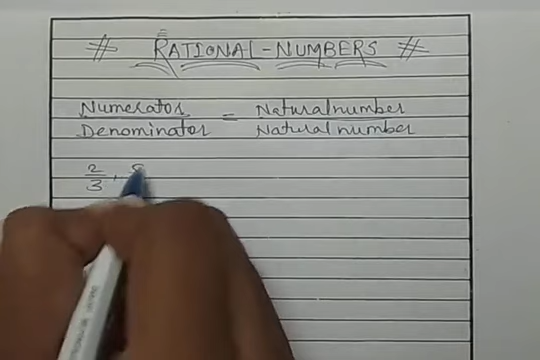 # RATIONAL-NUMBERS #
Numerator = Natural number
Denominator Natural number
2
3 ,